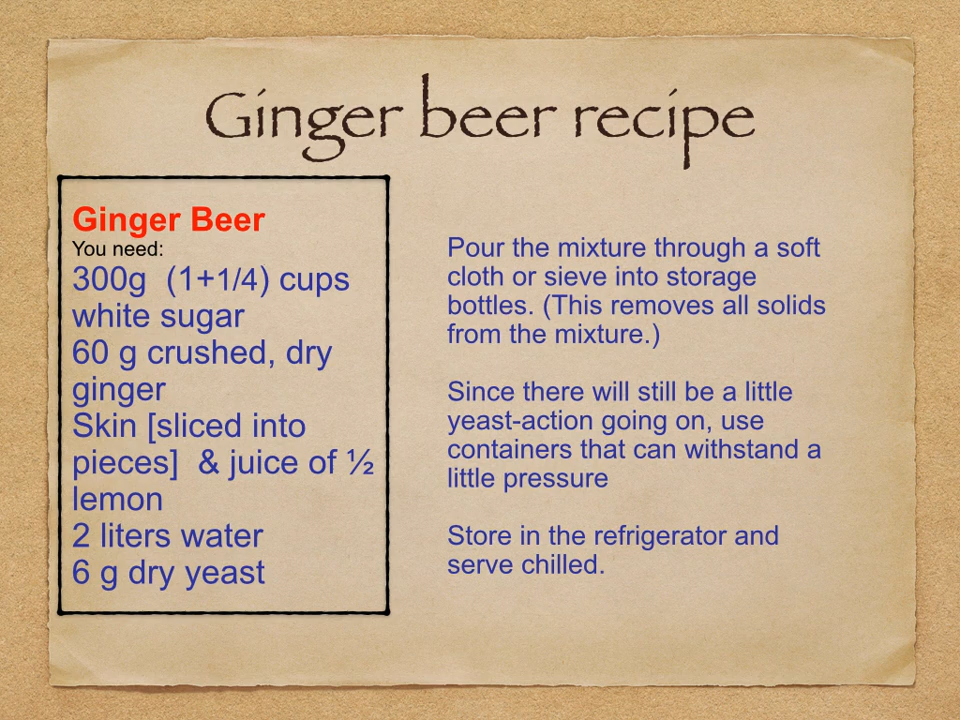 Ginger beer recipe
Ginger Beer
You need:
300g  (1+1/4) cups
white sugar
60 g crushed, dry
ginger
Skin [sliced into
pieces]  & juice of ½
lemon
2 liters water
6 g dry yeast
Pour the mixture through a soft
cloth or sieve into storage
bottles. (This removes all solids
from the mixture.)
Since there will still be a little
yeast-action going on, use
containers that can withstand a
little pressure
Store in the refrigerator and
serve chilled.